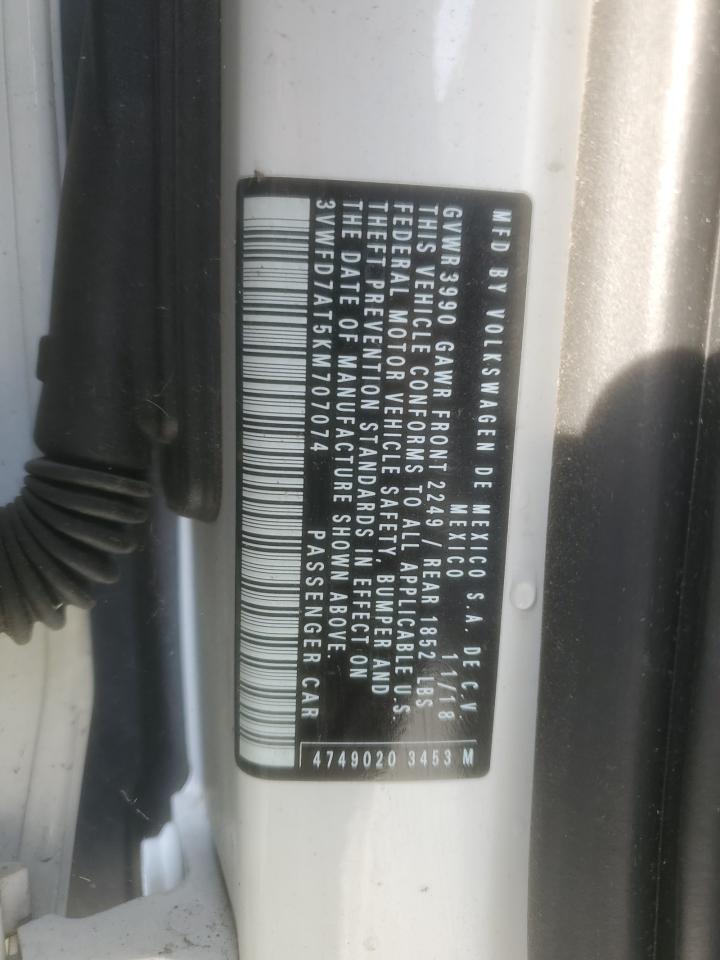 MFD BY VOLKSWAGEN DE MEXICO S.A. DE C.V
MEXICO 11/18
GVWR 3990 GAWR FRONT 2249 / REAR 1852 LBS
THIS VEHICLE CONFORMS TO ALL APPLICABLE U.S.
FEDERAL MOTOR VEHICLE SAFETY, BUMPER AND
THEFT PREVENTION STANDARDS IN EFFECT ON
THE DATE OF MANUFACTURE SHOWN ABOVE.
3VWFD7AT5KM707074 PASSENGER CAR
4749020 3453 M